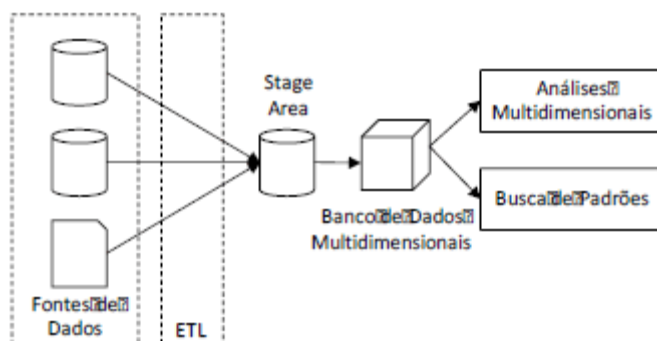 Fontes de
Dados
ETL
Stage
Area
Banco de Dados
Multidimensionais
Análises
Multidimensionais
Busca de Padrões